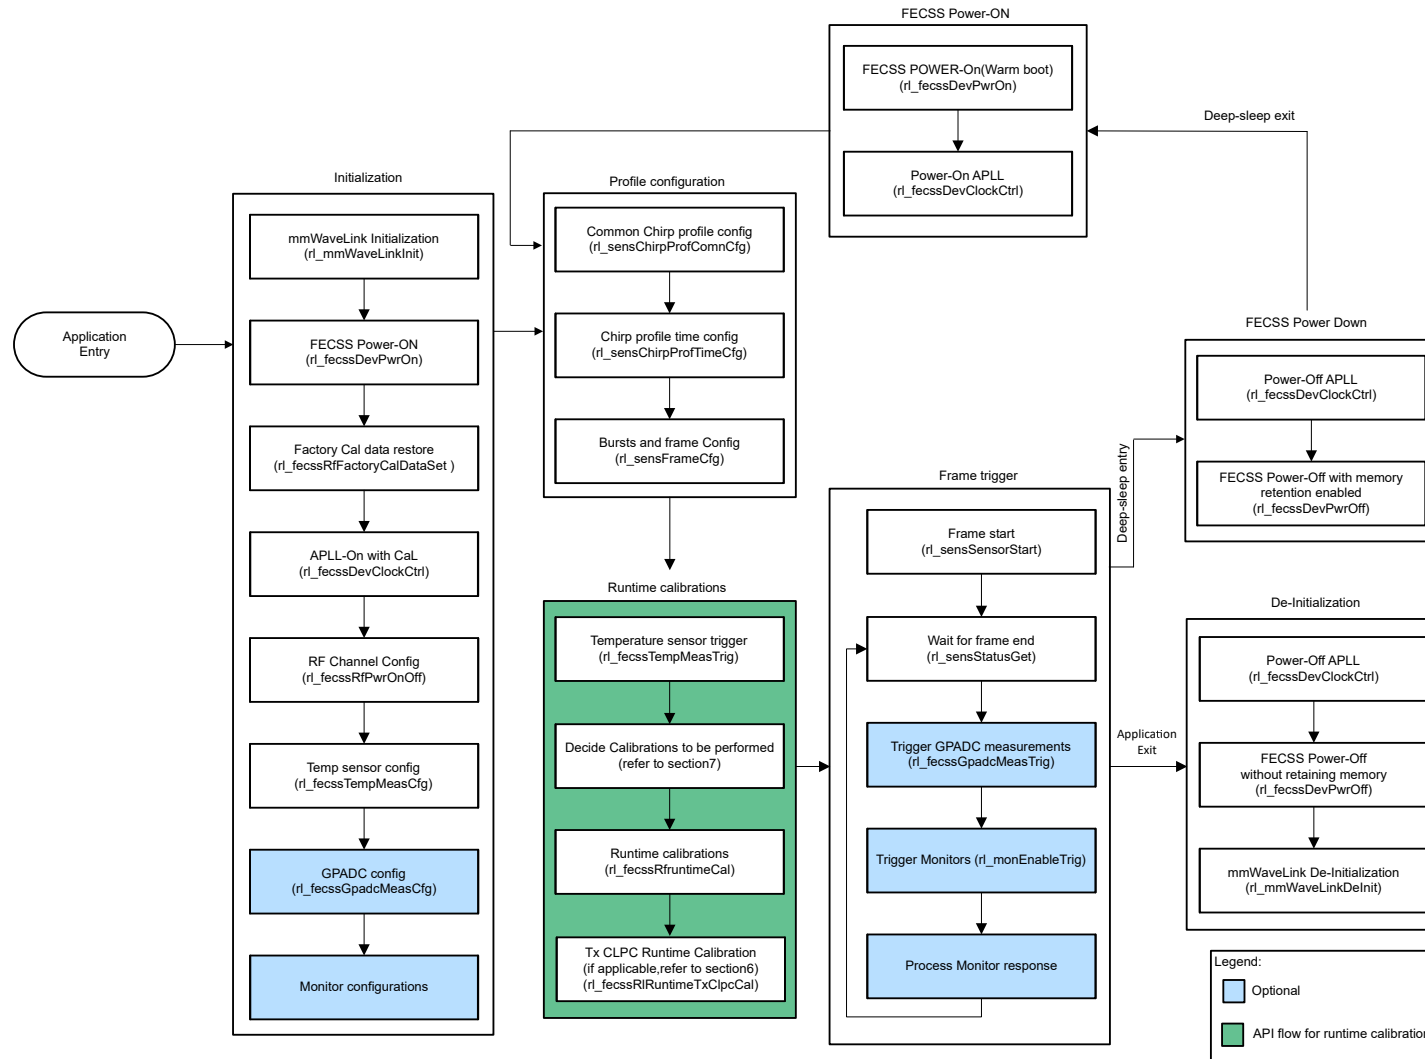 FECSS Power-ON
FECSS POWER-On(Warm boot)
(rl_fecssDevPwrOn)
Power-On APLL
(rl_fecssDevClockCtrl)
Deep-sleep exit
Initialization
mmWaveLink Initialization
(rl_mmWaveLinkInit)
FECSS Power-ON
(rl_fecssDevPwrOn)
Factory Cal data restore
(rl_fecssRfFactoryCalDataSet )
APLL-On with CaL
(rl_fecssDevClockCtrl)
RF Channel Config
(rl_fecssRfPwrOnOff)
Temp sensor config
(rl_fecssTempMeasCfg)
GPADC config
(rl_fecssGpadcMeasCfg)
Monitor configurations
Application
Entry
Profile configuration
Common Chirp profile config
(rl_sensChirpProfComnCfg)
Chirp profile time config
(rl_sensChirpProfTimeCfg)
Bursts and frame Config
(rl_sensFrameCfg)
Runtime calibrations
Temperature sensor trigger
(rl_fecssTempMeasTrig)
Decide Calibrations to be performed
(refer to section7)
Runtime calibrations
(rl_fecssRfruntimeCal)
Tx CLPC Runtime Calibration
(if applicable,refer to section6)
(rl_fecssRlRuntimeTxClpcCal)
Frame trigger
Frame start
(rl_sensSensorStart)
Wait for frame end
(rl_sensStatusGet)
Trigger GPADC measurements
(rl_fecssGpadcMeasTrig)
Trigger Monitors (rl_monEnableTrig)
Process Monitor response
Deep-sleep entry
Application
Exit
FECSS Power Down
Power-Off APLL
(rl_fecssDevClockCtrl)
FECSS Power-Off with memory
retention enabled
(rl_fecssDevPwrOff)
De-Initialization
Power-Off APLL
(rl_fecssDevClockCtrl)
FECSS Power-Off
without retaining memory
(rl_fecssDevPwrOff)
mmWaveLink De-Initialization
(rl_mmWaveLinkDeInit)
Legend:
Optional
API flow for runtime calibration